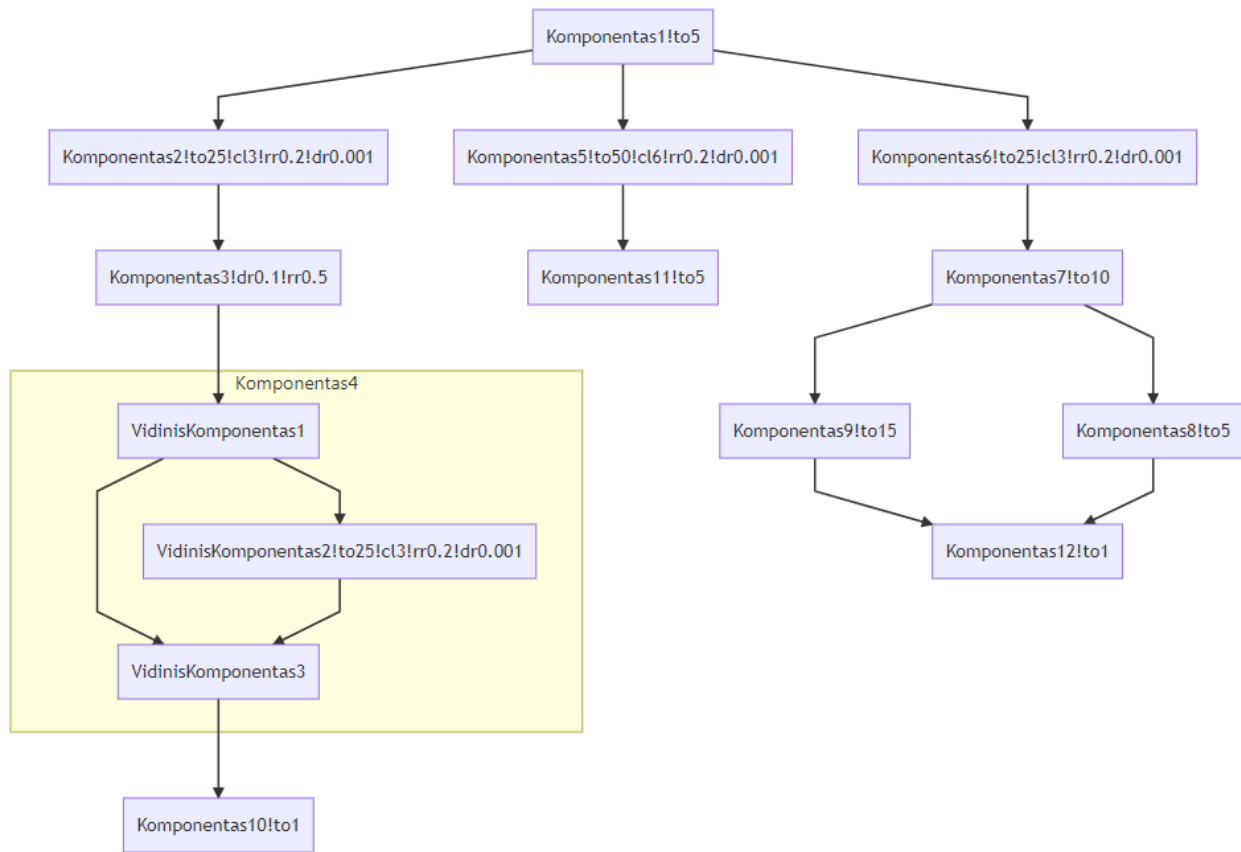 Komponentas1!to5
Komponentas2!to25!cl3!rr0.2!dr0.001
Komponentas5!to50!cl6!rr0.2!dr0.001
Komponentas6!to25!cl3!rr0.2!dr0.001
Komponentas3!dr0.1!rr0.5
Komponentas11!to5
Komponentas7!to10
Komponentas4
VidinisKomponentas1
Komponentas9!to15
Komponentas8!to5
VidinisKomponentas2!to25!cl3!rr0.2!dr0.001
Komponentas12!to1
VidinisKomponentas3
Komponentas10!to1